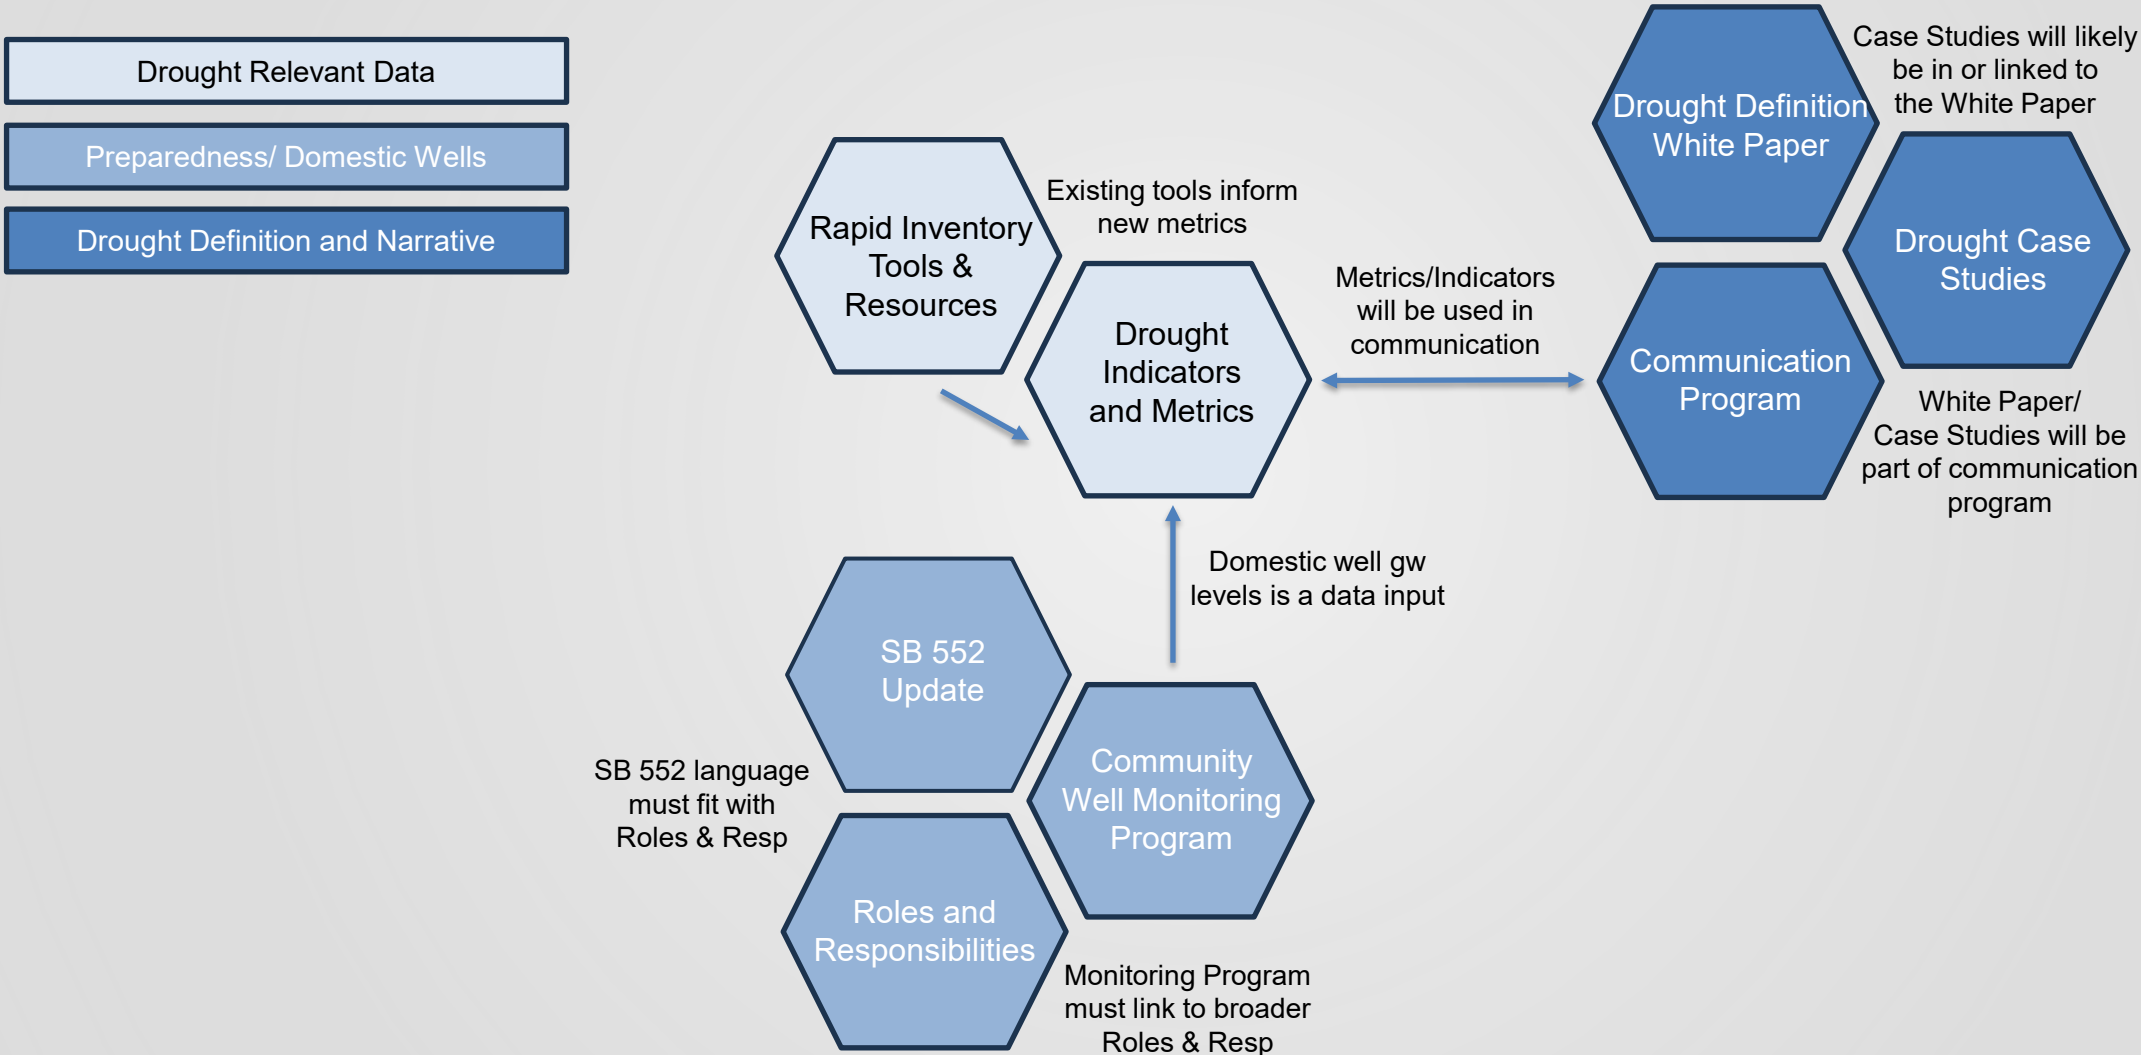 Drought Relevant Data
Preparedness/ Domestic Wells
Drought Definition and Narrative
Rapid Inventory
Tools &
Resources
Existing tools inform
new metrics
Drought
Indicators
and Metrics
Metrics/Indicators
will be used in
communication
Drought Definition
White Paper
Case Studies will likely
be in or linked to
the White Paper
Drought Case
Studies
Communication
Program
White Paper/
Case Studies will be
part of communication
program
Domestic well gw
levels is a data input
SB 552
Update
SB 552 language
must fit with
Roles & Resp
Community
Well Monitoring
Program
Roles and
Responsibilities
Monitoring Program
must link to broader
Roles & Resp